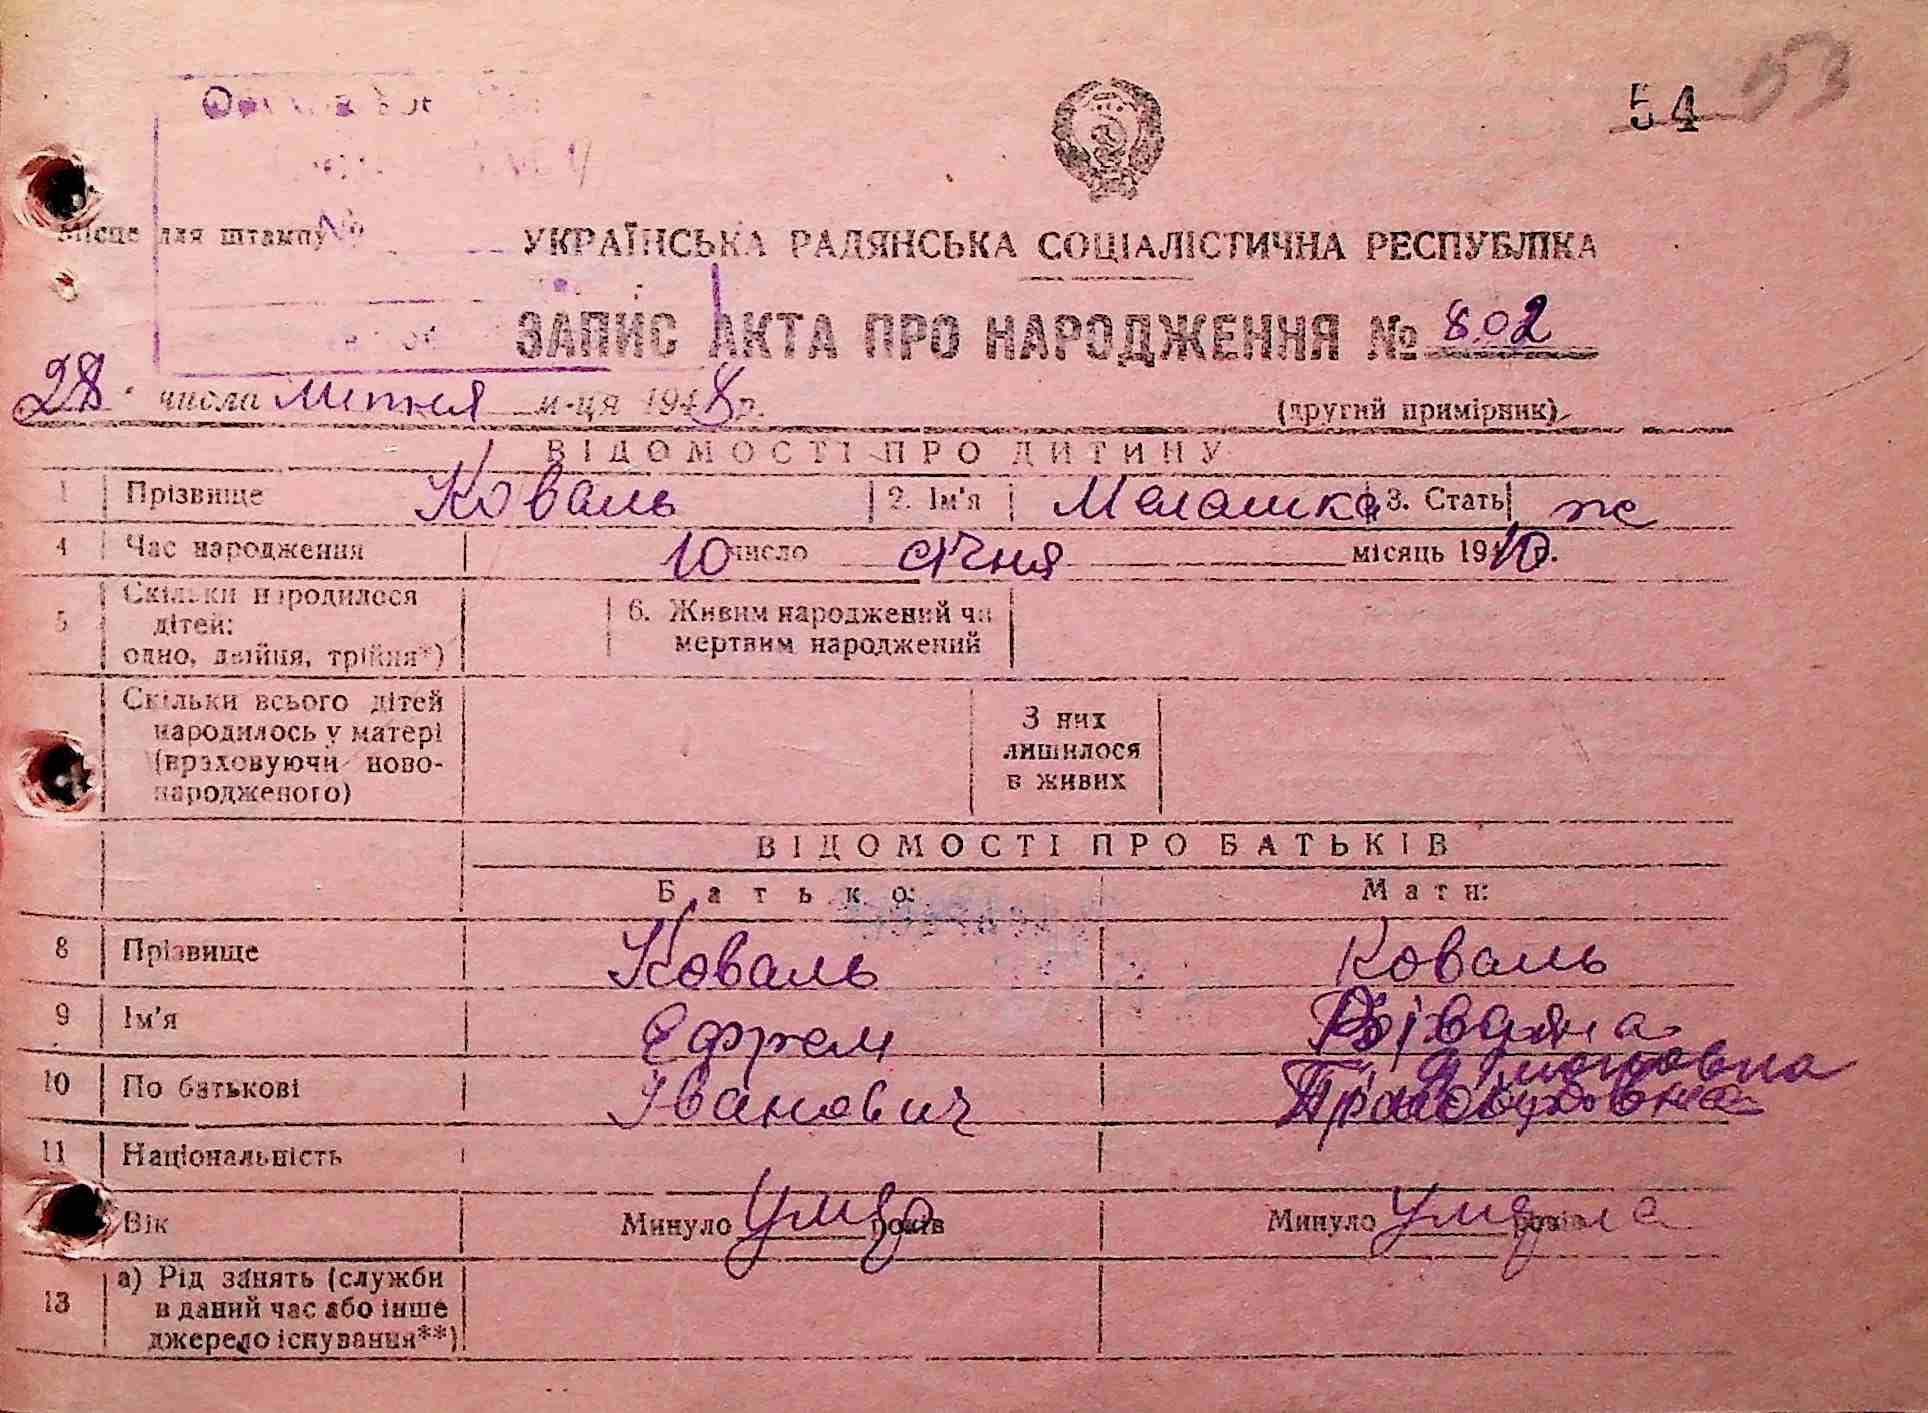 53
54
Місце для штампу
УКРАЇНСЬКА РАДЯНСЬКА СОЦІАЛІСТИЧНА РЕСПУБЛІКА
ЗАПИС АКТА ПРО НАРОДЖЕННЯ № 802
28 числа липня м-ця 1948 р.
(другий примірник)
ВІДОМОСТІ ПРО ДИТИНУ
1 Прізвище Коваль 2. Ім'я Мелашка 3. Стать ж
4 Час народження 10 число січня місяць 1910 р.
5 Скільки народилося
дітей:
одно, двійня, трійня*)
6. Живим народжений чи
мертвим народжений
Скільки всього дітей
народилось у матері
(враховуючи ново-
народженого)
З них
лишилося
в живих
ВІДОМОСТІ ПРО БАТЬКІВ
Батько: Мати:
8 Прізвище Коваль Коваль
9 Ім'я Ефрем
10 По батькові Іванович
11 Національність
Вік Минуло Умер років Минуло Умерла років
13 а) Рід занять (служби
в даний час або інше
джерело існування**)